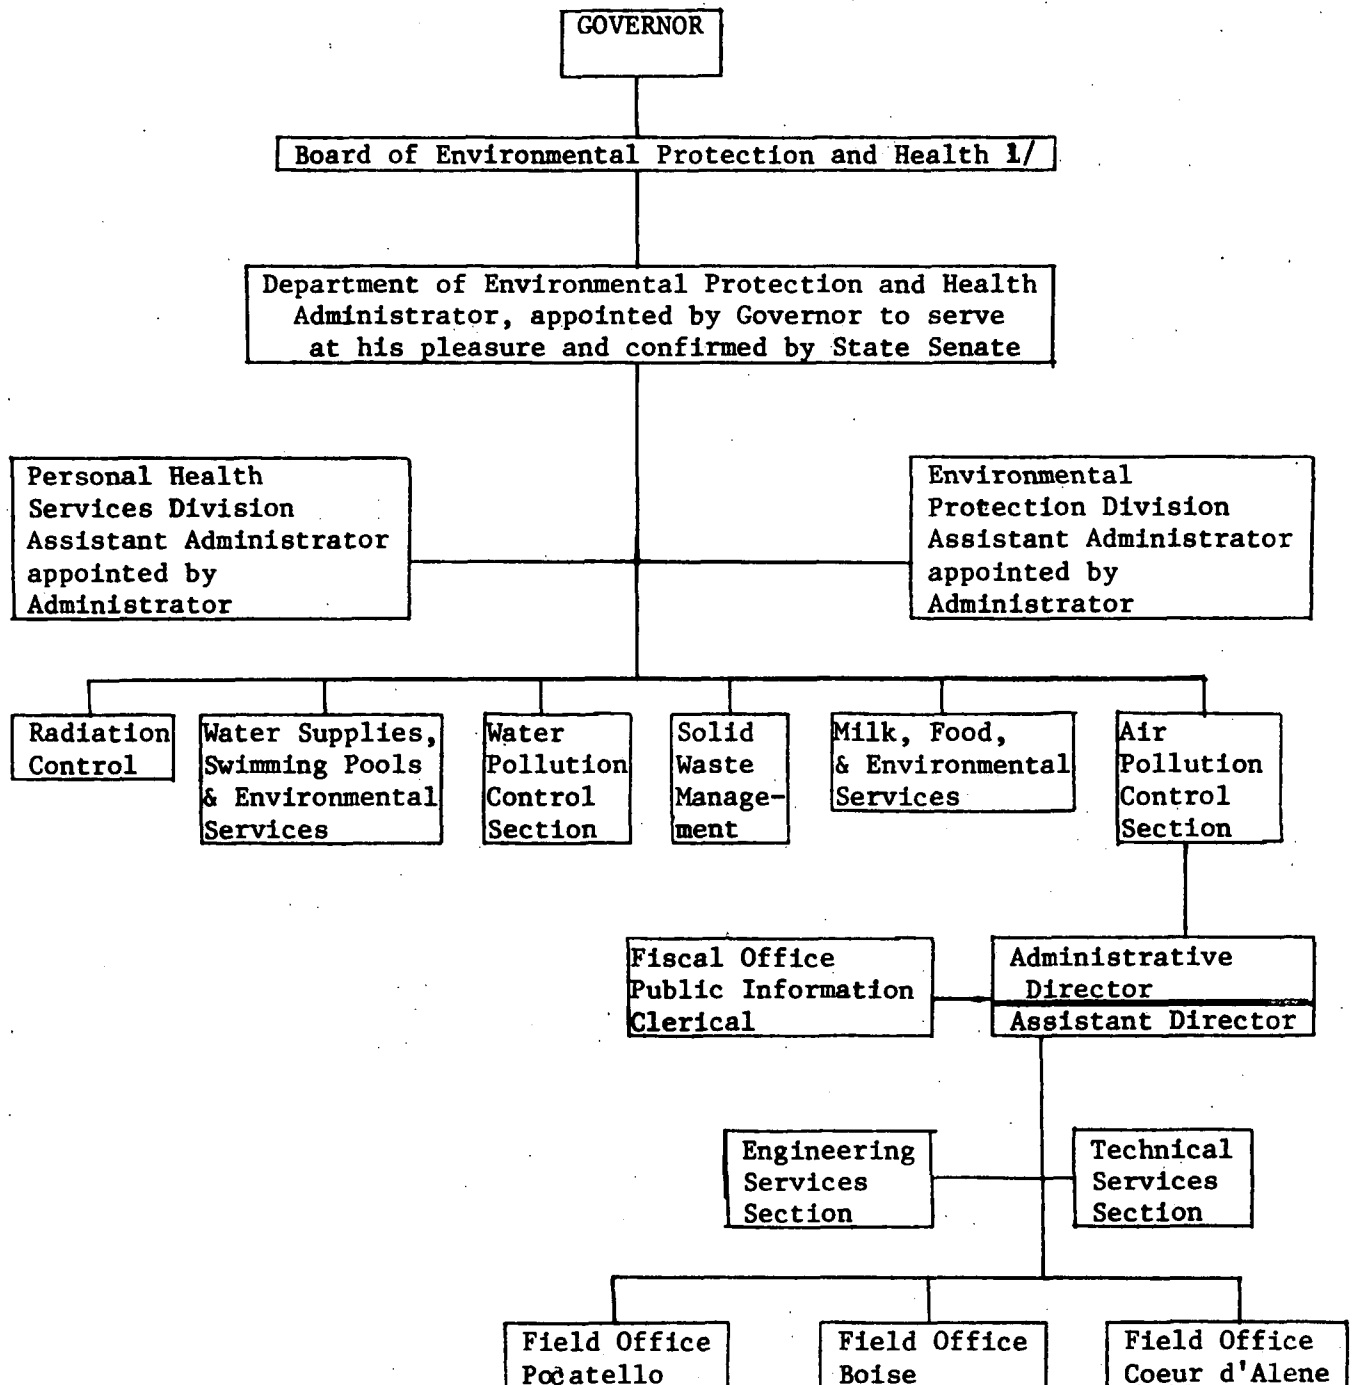 GOVERNOR
Board of Environmental Protection and Health 1/
Department of Environmental Protection and Health
Administrator, appointed by Governor to serve
at his pleasure and confirmed by State Senate
Personal Health
Services Division
Assistant Administrator
appointed by
Administrator
Environmental
Protection Division
Assistant Administrator
appointed by
Administrator
Radiation
Control
Water Supplies,
Swimming Pools
& Environmental
Services
Water
Pollution
Control
Section
Solid
Waste
Manage-
ment
Milk, Food,
& Environmental
Services
Air
Pollution
Control
Section
Fiscal Office
Public Information
Clerical
Administrative
Director
Assistant Director
Engineering
Services
Section
Technical
Services
Section
Field Office
Pocatello
Field Office
Boise
Field Office
Coeur d'Alene